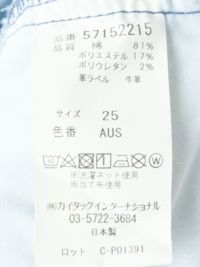 品番 57152215
品質 綿 81%
ポリエステル 17%
ポリウレタン 2%
革ラベル 牛革
サイズ 25
色番 AUS
※洗濯ネット使用
※当て布使用
㈱カイタックインターナショナル
03-5722-3684
日本製
ロット C-P01391